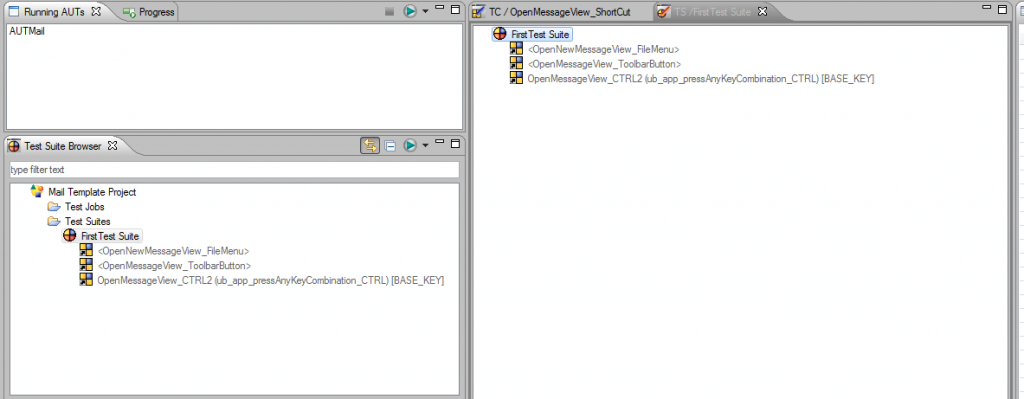 Running AUTs
Progress
AUTMail
Test Suite Browser
type filter text
Mail Template Project
Test Jobs
Test Suites
FirstTest Suite
<OpenNewMessageView_FileMenu>
<OpenMessageView_ToolbarButton>
OpenMessageView_CTRL2 (ub_app_pressAnyKeyCombination_CTRL) [BASE_KEY]
TC / OpenMessageView_ShortCut
TS /FirstTest Suite
FirstTest Suite
<OpenNewMessageView_FileMenu>
<OpenMessageView_ToolbarButton>
OpenMessageView_CTRL2 (ub_app_pressAnyKeyCombination_CTRL) [BASE_KEY]